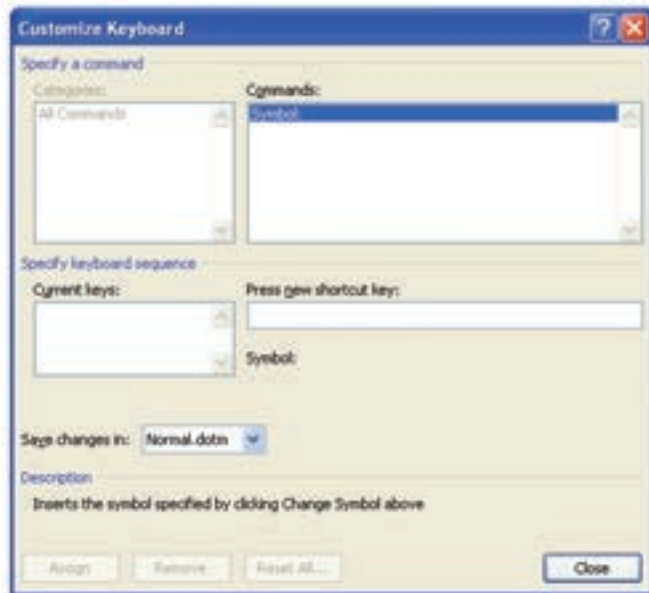 Customize Keyboard
Specify a command
Categories: Commands:
All Commands Symbol:
Specify keyboard sequence
Current keys: Press new shortcut key:
Symbol:
Save changes in: Normal.dotm
Description
Inserts the symbol specified by clicking Change Symbol above
Assign Remove Reset All... Close